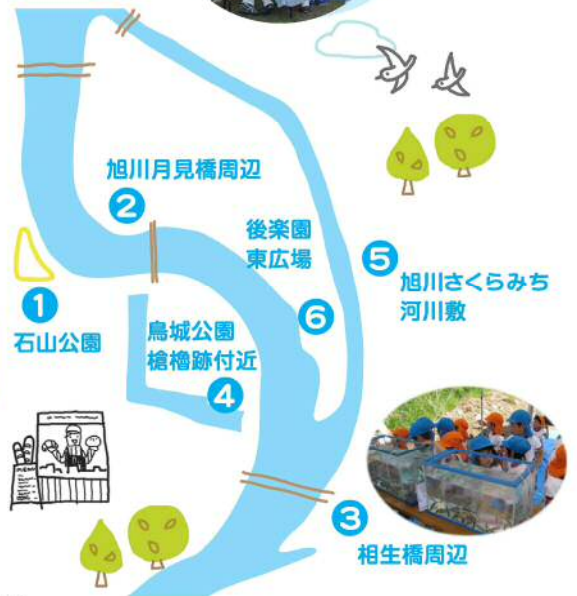 旭川月見橋周辺
2
後楽園
東広場
5
旭川さくらみち
河川敷
1
石山公園
6
烏城公園
槍櫓跡付近
4
3
相生橋周辺